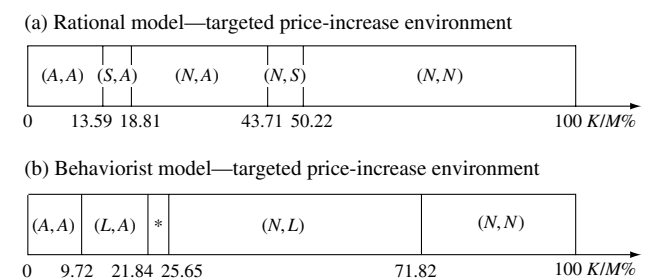 (a) Rational model—targeted price-increase environment
(A, A) (S, A) (N, A) (N, S) (N, N)
0 13.59 18.81 43.71 50.22 100 K/M%
(b) Behaviorist model—targeted price-increase environment
(A, A) (L, A) * (N, L) (N, N)
0 9.72 21.84 25.65 71.82 100 K/M%